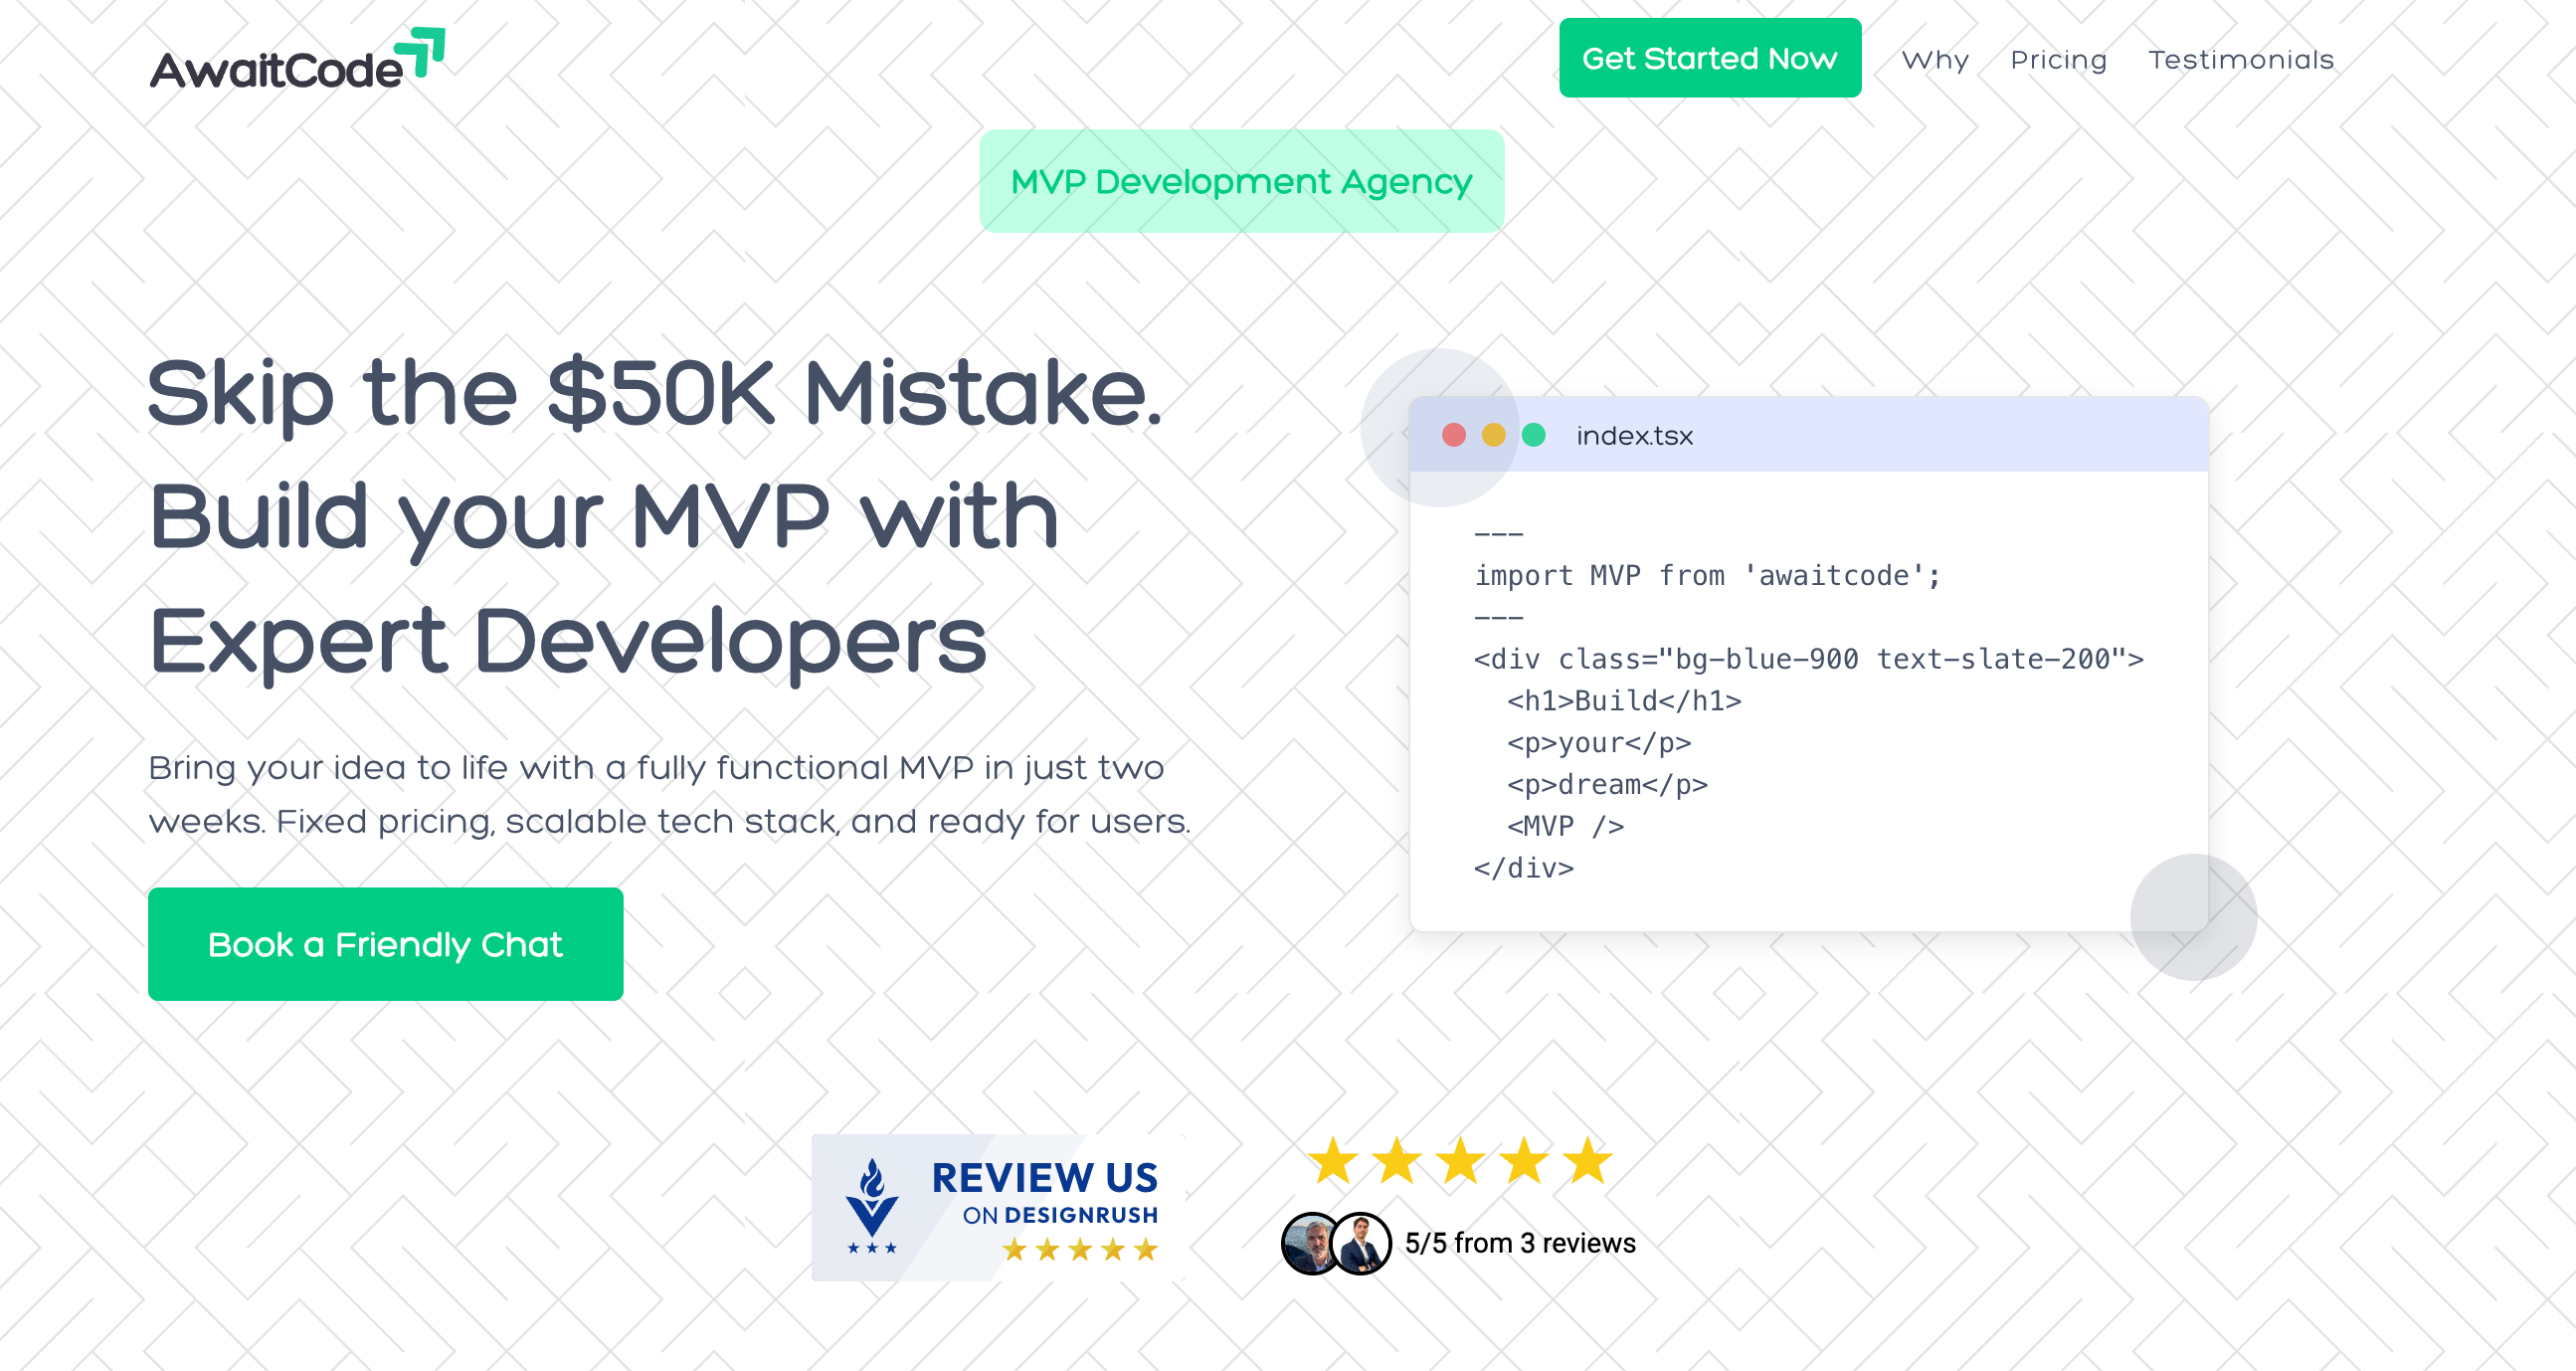 AwaitCode
Get Started Now
Why
Pricing
Testimonials
MVP Development Agency
Skip the $50K Mistake.
Build your MVP with
Expert Developers
Bring your idea to life with a fully functional MVP in just two
weeks. Fixed pricing, scalable tech stack, and ready for users.
Book a Friendly Chat
index.tsx
---
import MVP from 'awaitcode';
---
<div class="bg-blue-900 text-slate-200">
  <h1>Build</h1>
  <p>your</p>
  <p>dream</p>
  <MVP />
</div>
REVIEW US
ON DESIGNRUSH
5/5 from 3 reviews